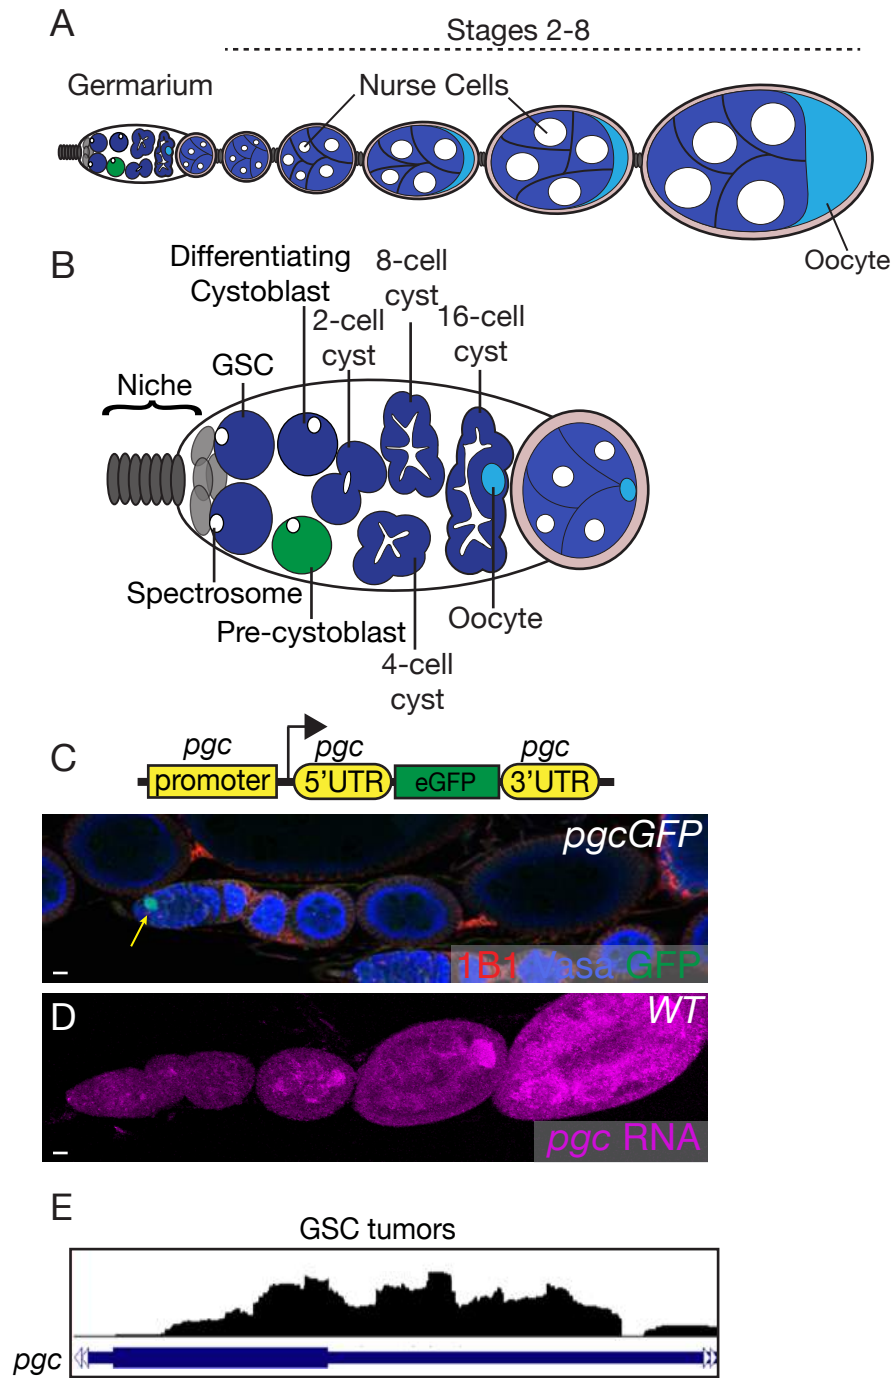 A
Stages 2-8
Germarium
Nurse Cells
Oocyte
B
Differentiating
Cystoblast
8-cell
cyst
2-cell
cyst
16-cell
cyst
GSC
Niche
Spectrosome
Pre-cystoblast
Oocyte
4-cell
cyst
C
pgc
promoter
pgc
5’UTR
eGFP
pgc
3’UTR
pgcGFP
1B1 Vasa GFP
D
WT
pgc RNA
E
GSC tumors
pgc